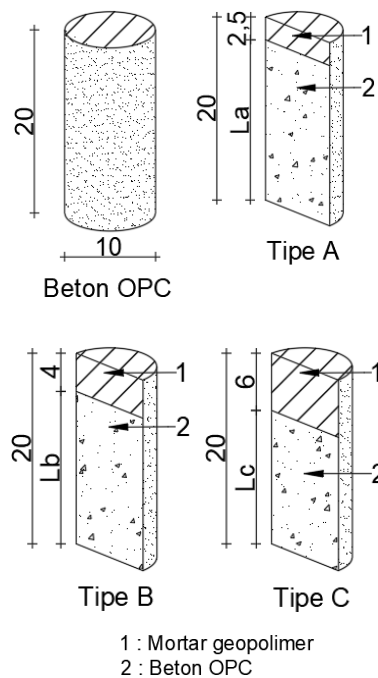 20
10
Beton OPC
2,5
20
La
1
2
Tipe A
4
20
Lb
1
2
Tipe B
6
20
Lc
1
2
Tipe C
1 : Mortar geopolimer
2 : Beton OPC